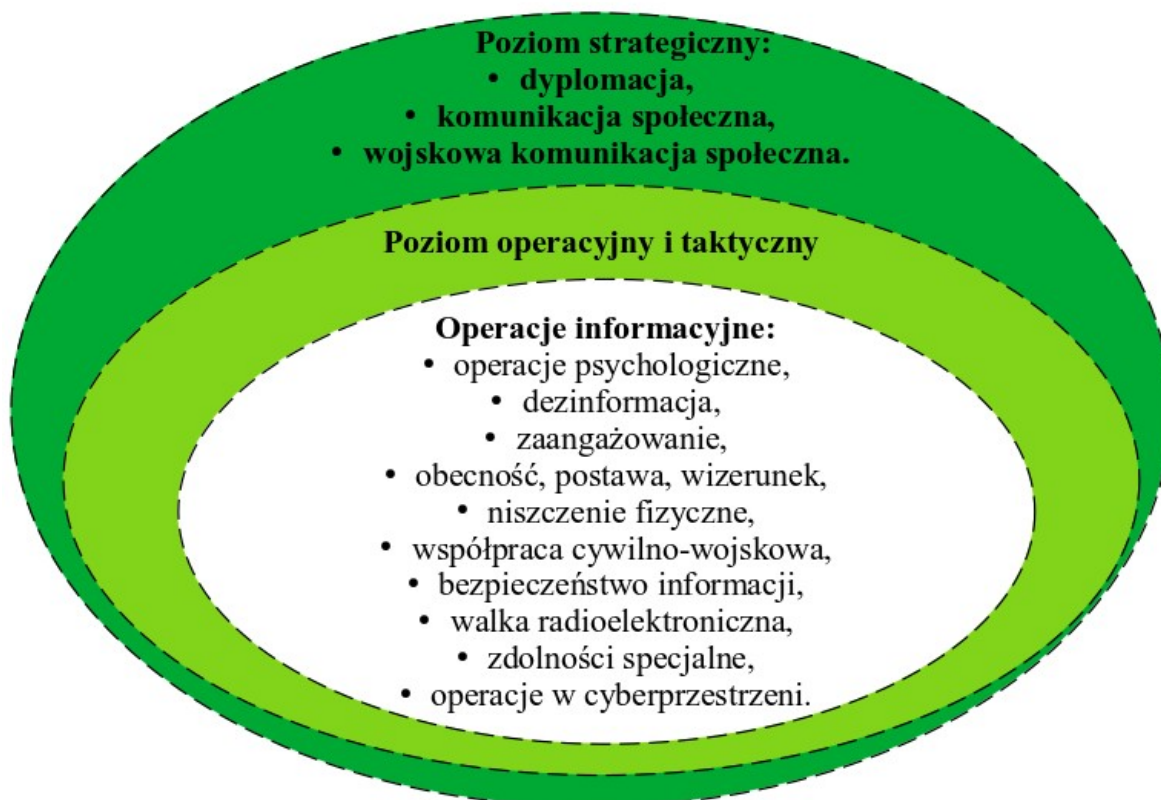 Poziom strategiczny:
• dyplomacja,
• komunikacja społeczna,
• wojskowa komunikacja społeczna.
Poziom operacyjny i taktyczny
Operacje informacyjne:
• operacje psychologiczne,
• dezinformacja,
• zaangażowanie,
• obecność, postawa, wizerunek,
• niszczenie fizyczne,
• współpraca cywilno-wojskowa,
• bezpieczeństwo informacji,
• walka radioelektroniczna,
• zdolności specjalne,
• operacje w cyberprzestrzeni.